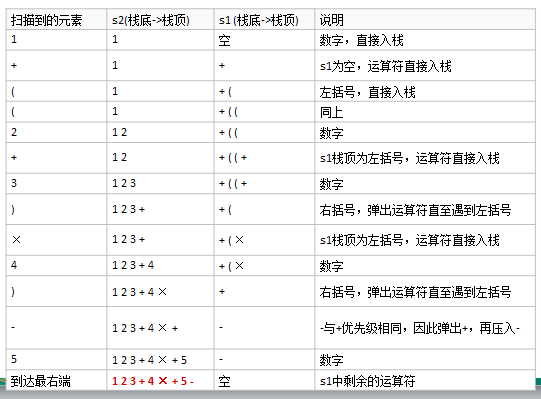 扫描到的元素 s2(栈底->栈顶) s1 (栈底->栈顶) 说明
1 1 空 数字，直接入栈
+ 1 + s1为空，运算符直接入栈
( 1 + ( 左括号，直接入栈
( 1 + ( ( 同上
2 1 2 + ( ( 数字
+ 1 2 + ( ( + s1栈顶为左括号，运算符直接入栈
3 1 2 3 + ( ( + 数字
) 1 2 3 + + ( 右括号，弹出运算符直至遇到左括号
× 1 2 3 + + ( × s1栈顶为左括号，运算符直接入栈
4 1 2 3 + 4 + ( × 数字
) 1 2 3 + 4 × + 右括号，弹出运算符直至遇到左括号
- 1 2 3 + 4 × + - -与+优先级相同，因此弹出+，再压入-
5 1 2 3 + 4 × + 5 - 数字
到达最右端 1 2 3 + 4 × + 5 - 空 s1中剩余的运算符